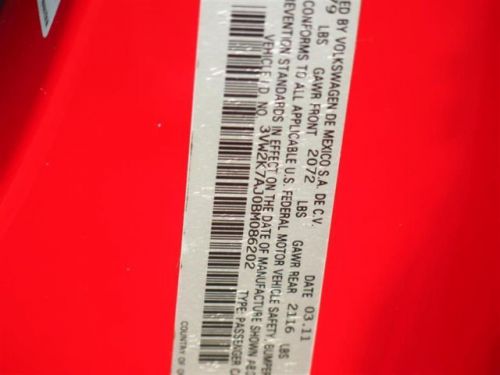 ED BY VOLKSWAGEN DE MEXICO S.A. DE C.V. DATE 03.11
79 LBS GAWR FRONT 2072 LBS GAWR REAR 2116 LBS
CONFORMS TO ALL APPLICABLE U.S. FEDERAL MOTOR VEHICLE SAFETY, BUMPER
EVENTION STANDARDS IN EFFECT ON THE DATE OF MANUFACTURE SHOWN AB
VEHICLE I.D. NO. 3VW2K7AJ0BM086202 TYPE: PASSENGER C
COUNTRY OF